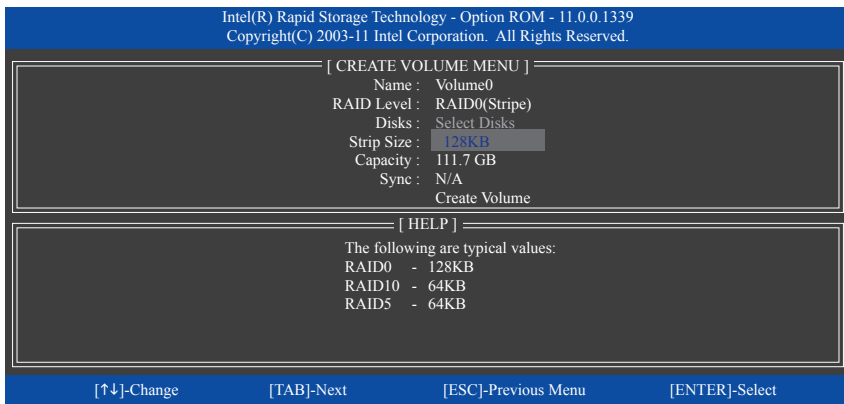 Intel(R) Rapid Storage Technology - Option ROM - 11.0.0.1339
Copyright(C) 2003-11 Intel Corporation. All Rights Reserved.
[ CREATE VOLUME MENU ]
Name : Volume0
RAID Level : RAID0(Stripe)
Disks : Select Disks
Strip Size : 128KB
Capacity : 111.7 GB
Sync : N/A
Create Volume
[ HELP ]
The following are typical values:
RAID0 - 128KB
RAID10 - 64KB
RAID5 - 64KB
[↑↓]-Change [TAB]-Next [ESC]-Previous Menu [ENTER]-Select